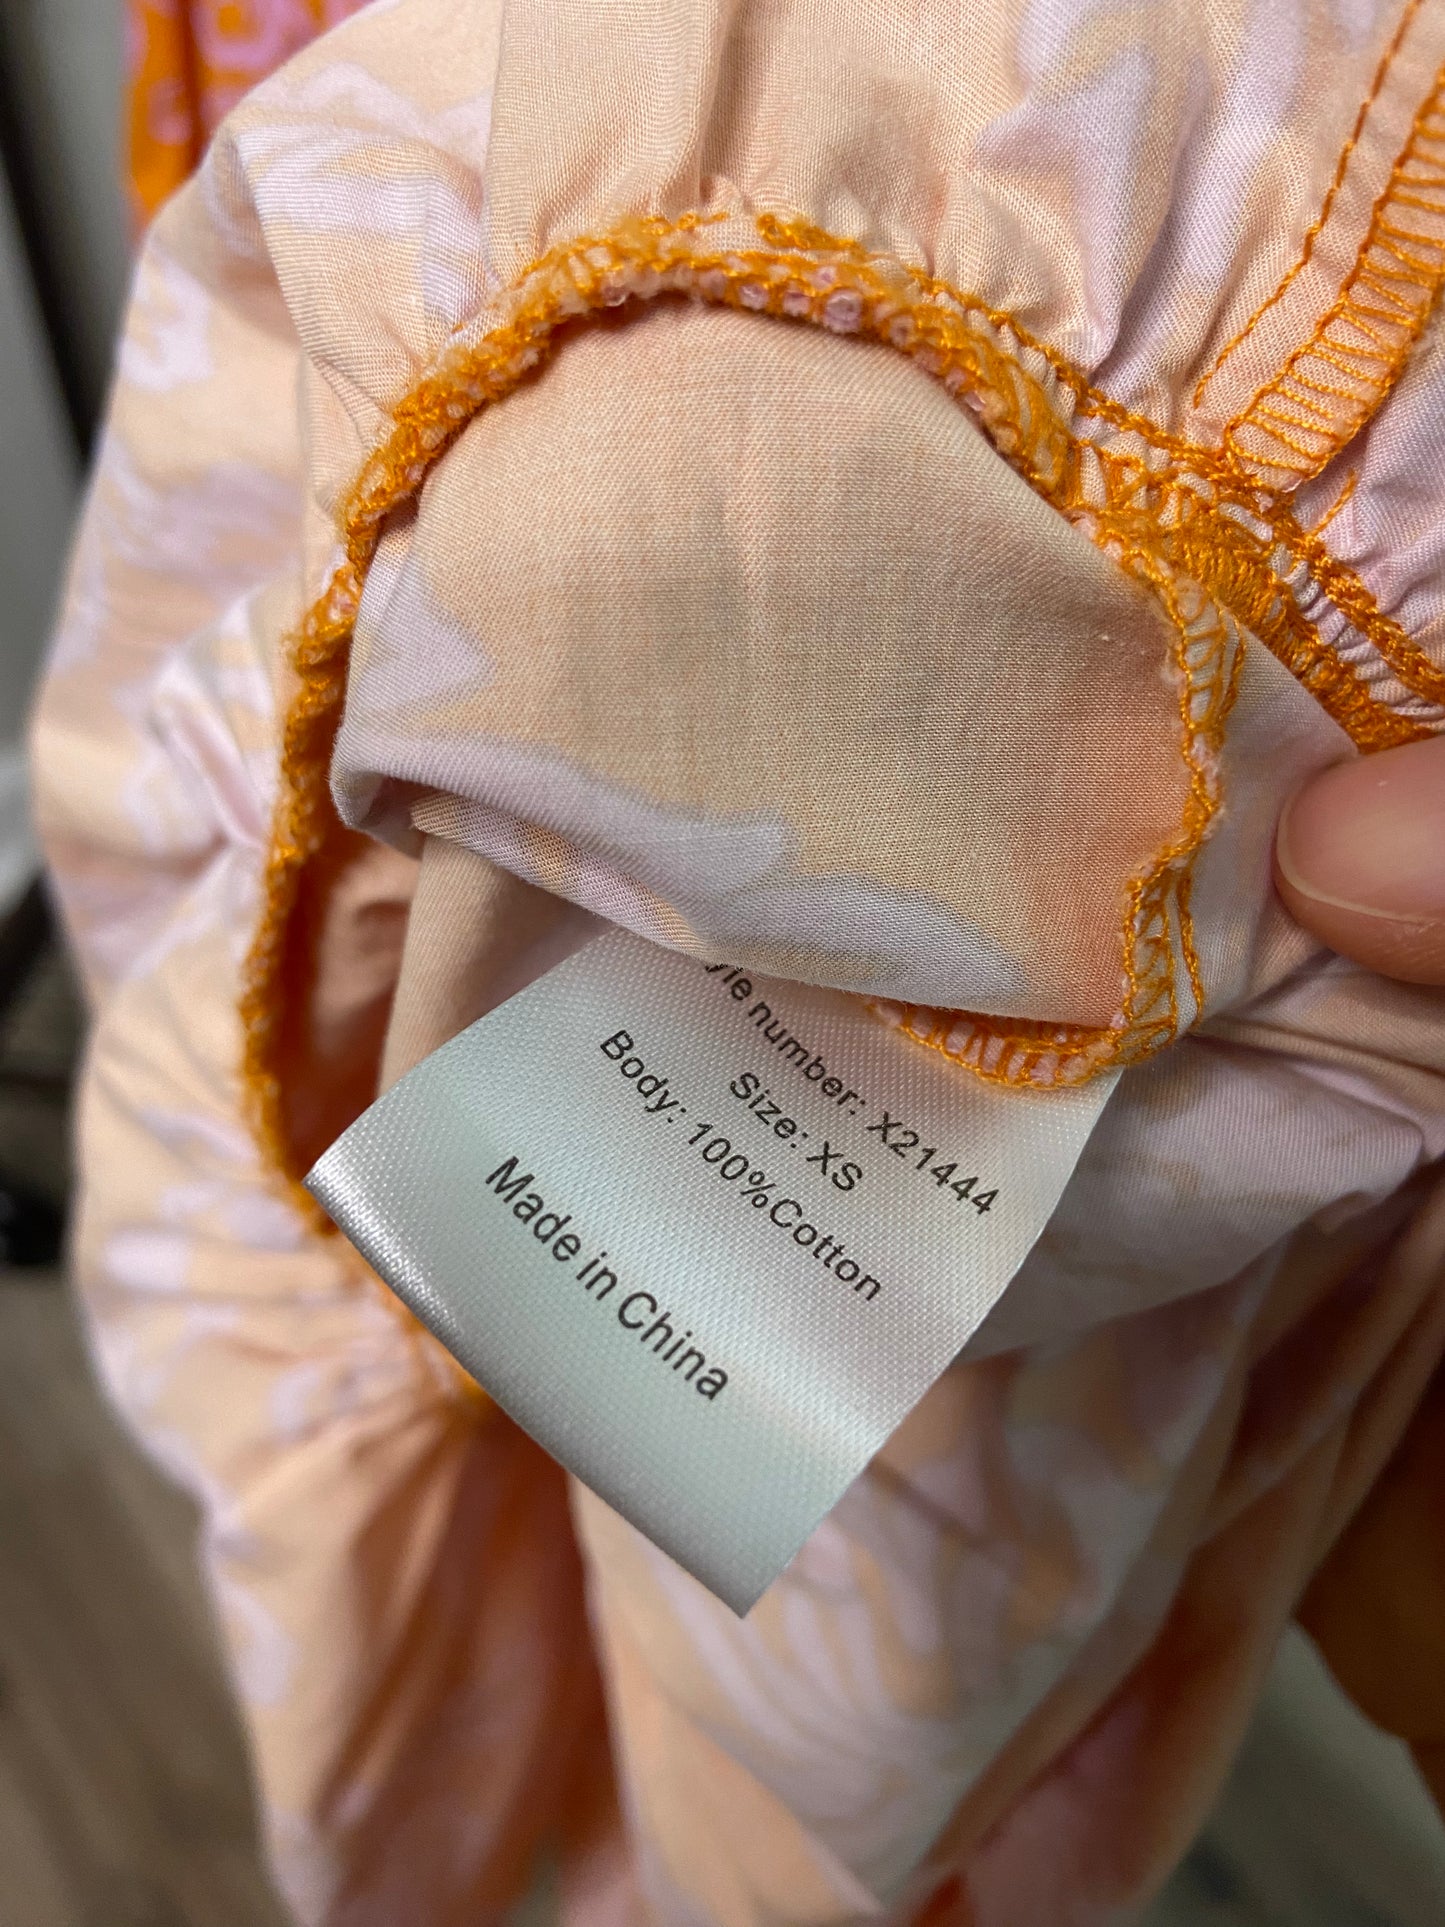 number: X21444
Size: XS
Body: 100%Cotton
Made in China